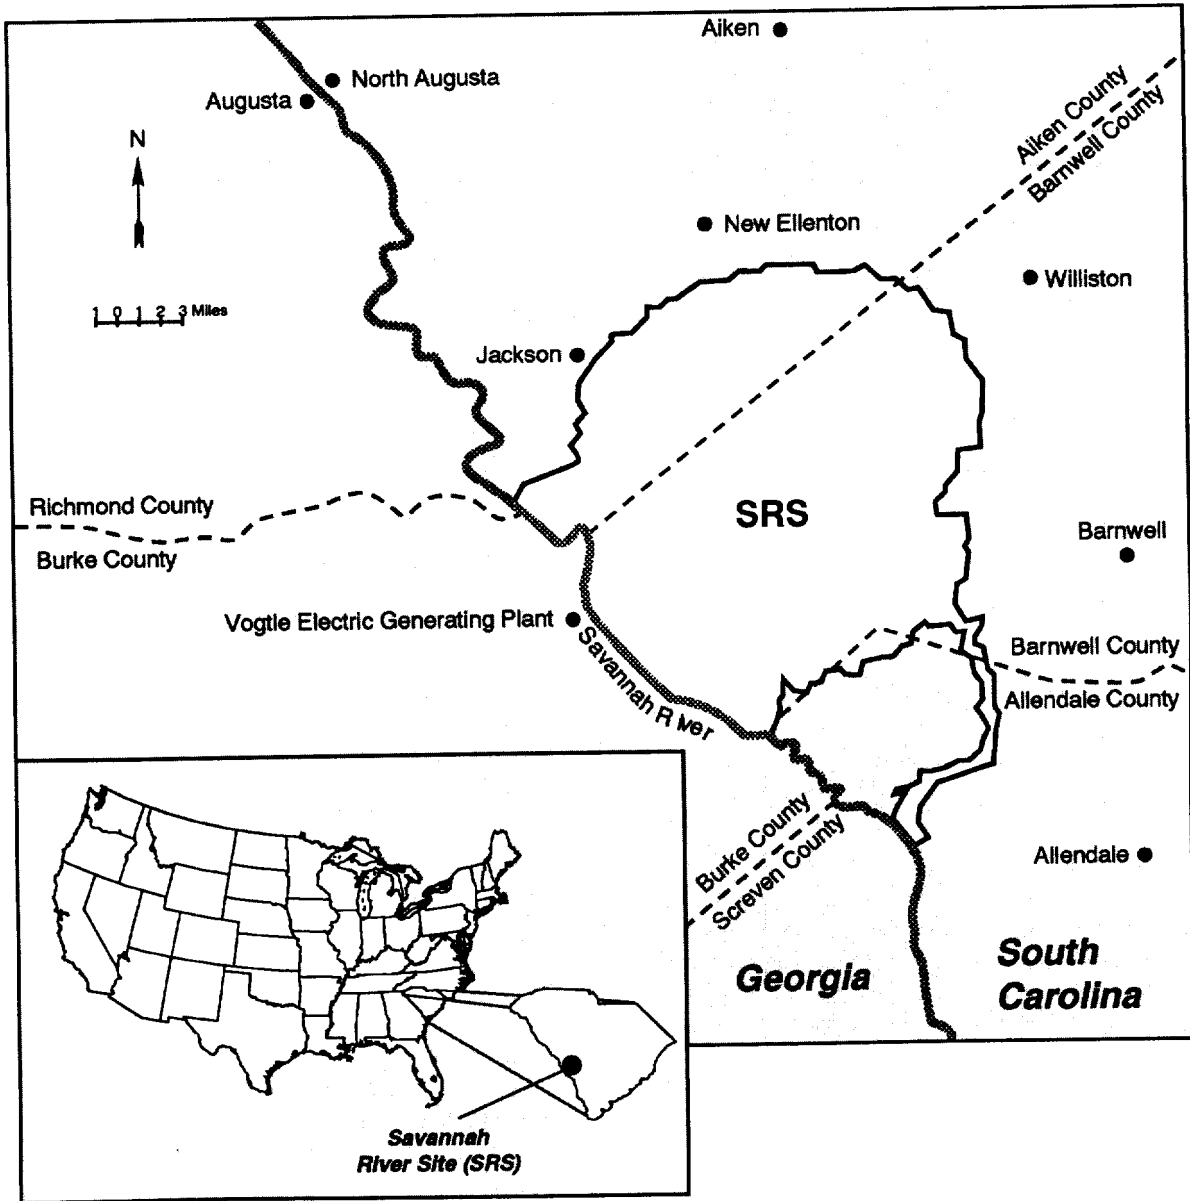 Aiken
North Augusta
Augusta
N
Aiken County
Barnwell County
New Ellenton
Williston
1 0 1 2 3 Miles
Jackson
Richmond County
Burke County
SRS
Barnwell
Vogtle Electric Generating Plant
Savannah River
Barnwell County
Allendale County
Burke County
Screven County
Allendale
Georgia
South
Carolina
Savannah
River Site (SRS)